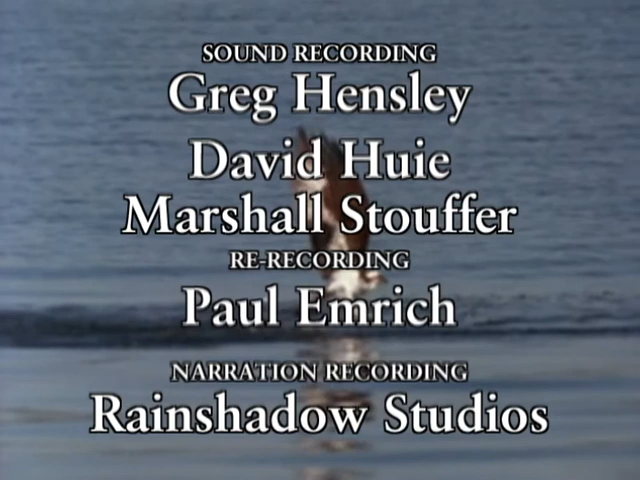 SOUND RECORDING
Greg Hensley
David Huie
Marshall Stouffer
RE-RECORDING
Paul Emrich
NARRATION RECORDING
Rainshadow Studios